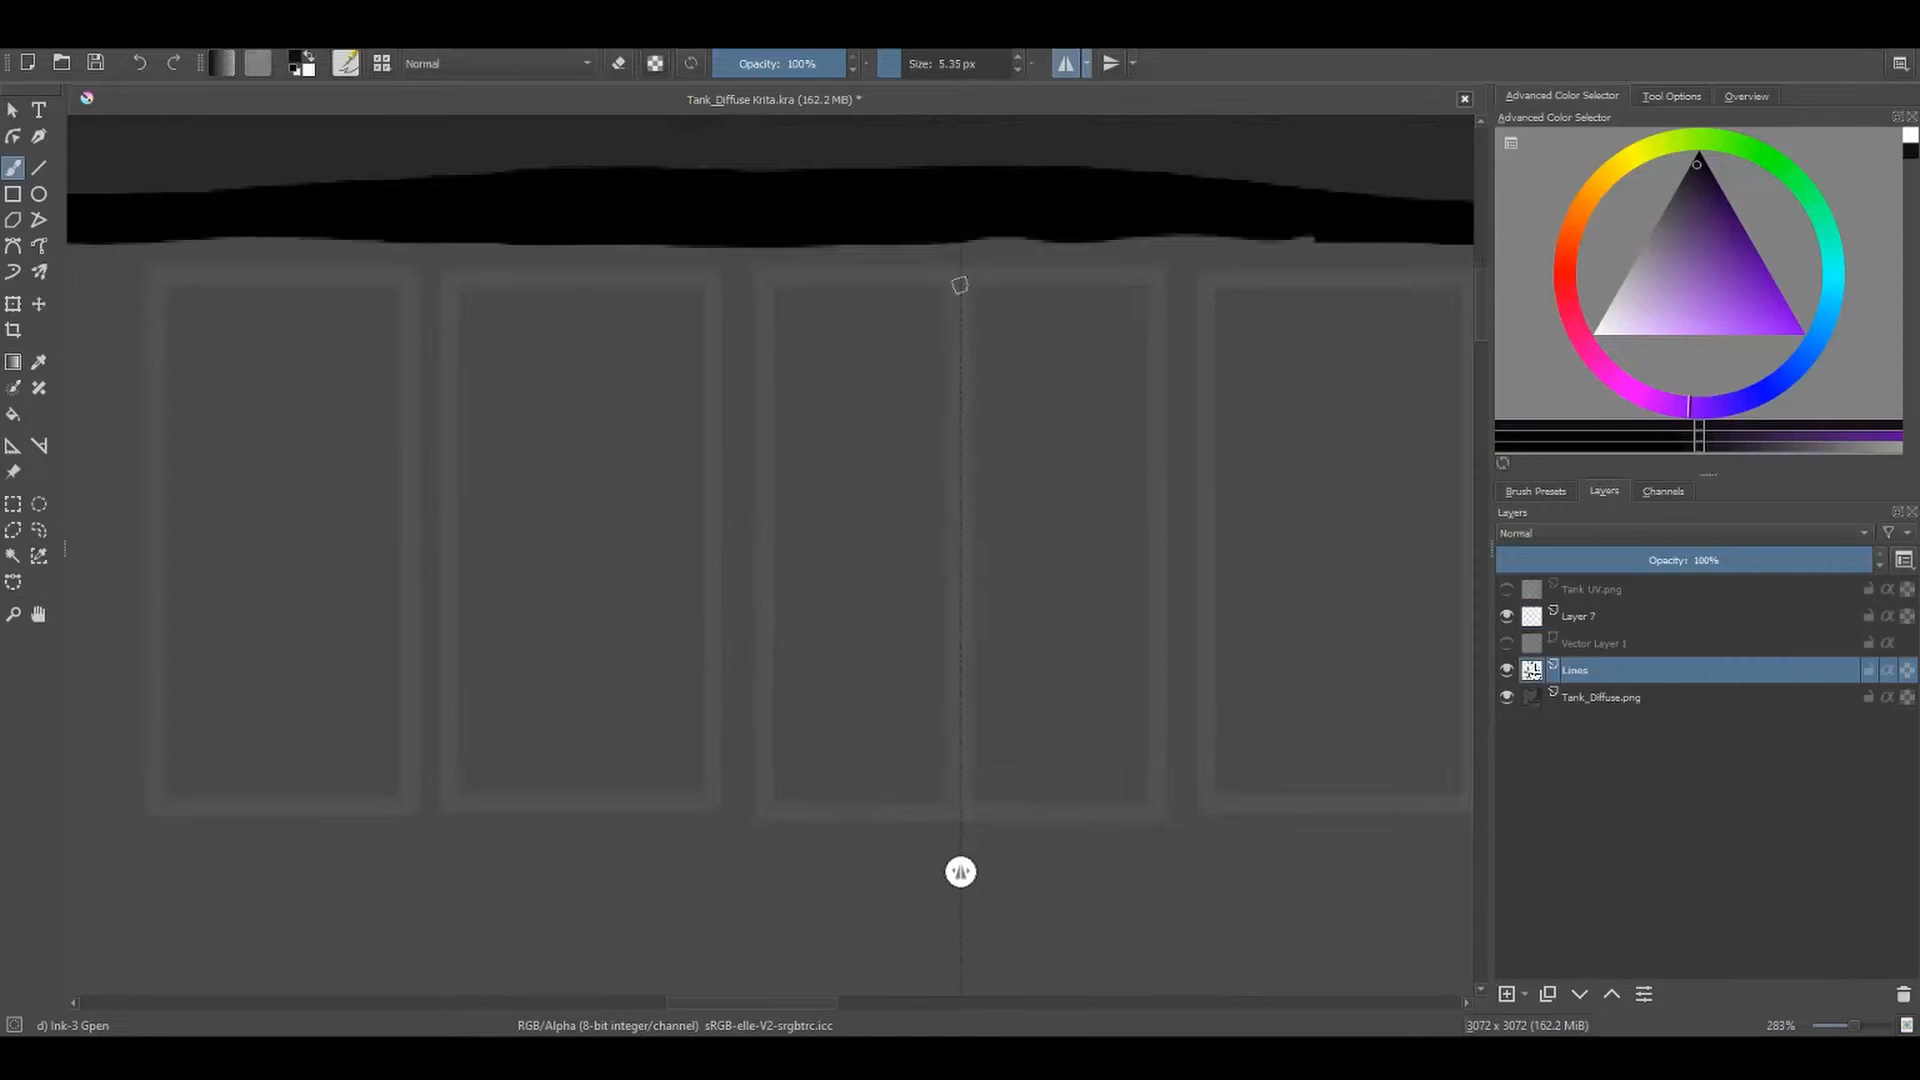 Normal
Opacity: 100%
Size: 5.35 px
Tank_Diffuse Krita.kra (162.2 MiB) *
Advanced Color Selector
Tool Options
Overview
Advanced Color Selector
Brush Presets
Layers
Channels
Layers
Normal
Opacity: 100%
Tank UV.png
Layer 7
Vector Layer 1
Lines
Tank_Diffuse.png
d) Ink-3 Gpen
RGB/Alpha (8-bit integer/channel) sRGB-elle-V2-srgbtrc.icc
3072 x 3072 (162.2 MiB)
283%